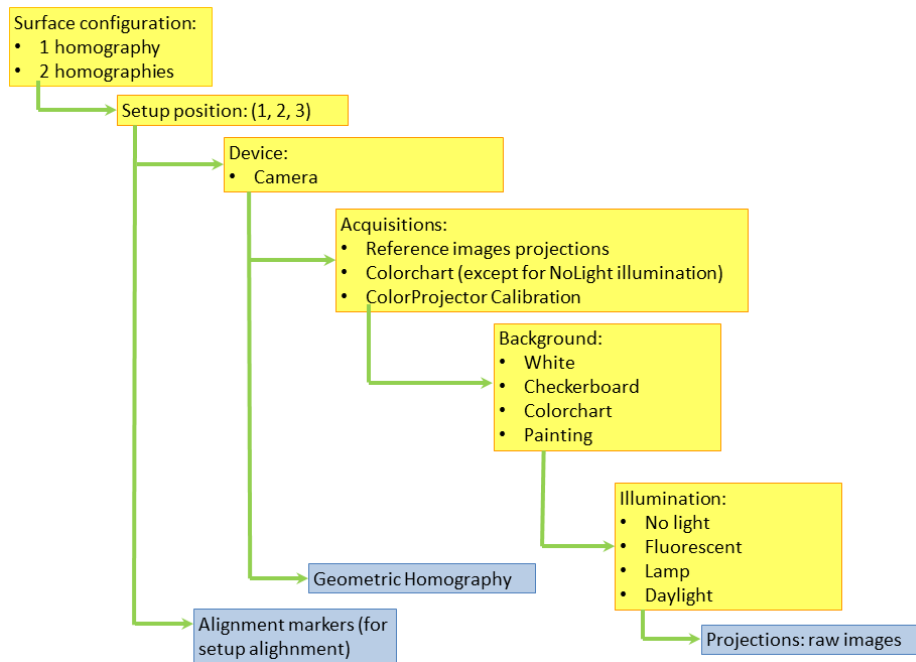 Surface configuration:
• 1 homography
• 2 homographies
Setup position: (1, 2, 3)
Device:
• Camera
Acquisitions:
• Reference images projections
• Colorchart (except for NoLight illumination)
• ColorProjector Calibration
Background:
• White
• Checkerboard
• Colorchart
• Painting
Illumination:
• No light
• Fluorescent
• Lamp
• Daylight
Geometric Homography
Alignment markers (for
setup alighnment)
Projections: raw images